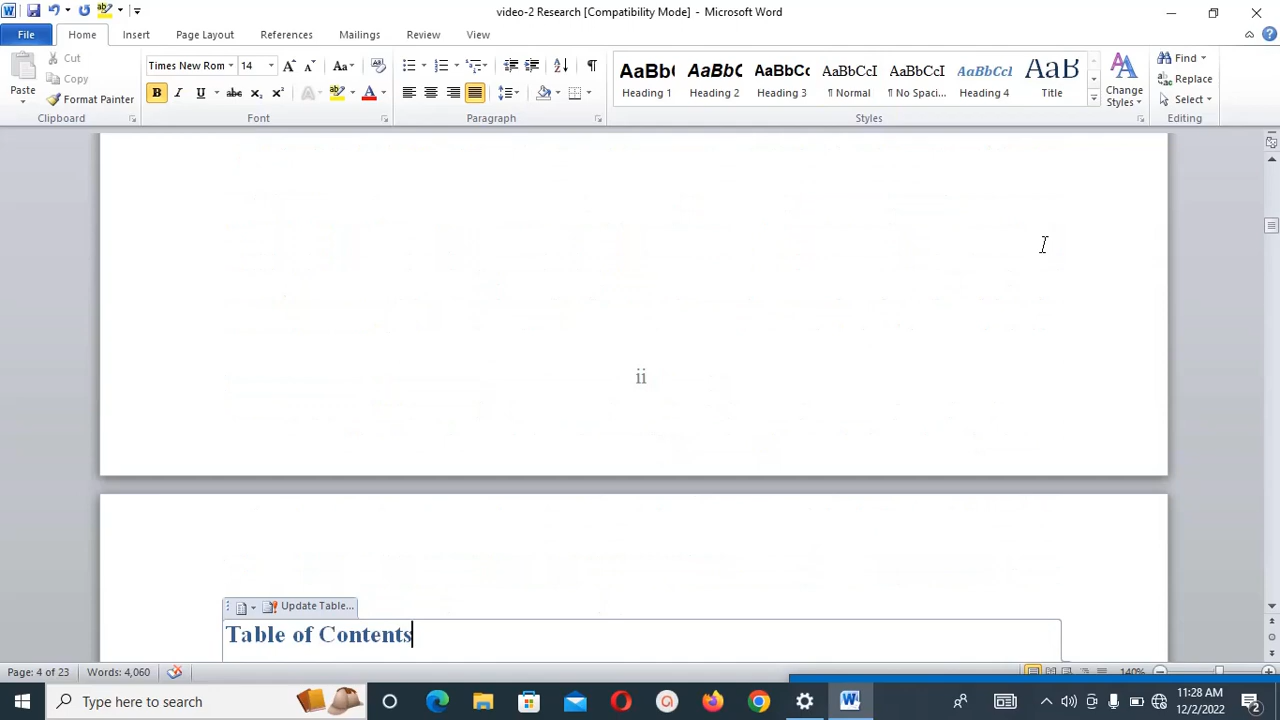 video-2 Research [Compatibility Mode] - Microsoft Word
File Home Insert Page Layout References Mailings Review View
Paste
Cut
Copy
Format Painter
Clipboard
Times New Rom 14
Font
Paragraph
AaBbC AaBbC AaBbCc AaBbCcI AaBbCcI AaBbCcI AaB
Heading 1 Heading 2 Heading 3 ¶ Normal ¶ No Spaci... Heading 4 Title
Change
Styles
Styles
Find
Replace
Select
Editing
ii
Update Table...
Table of Contents
Page: 4 of 23 Words: 4,060 140%
Type here to search
11:28 AM
12/2/2022
2